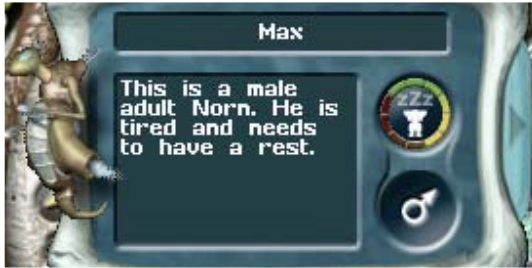 Max
This is a male
adult Norn. He is
tired and needs
to have a rest.
zZz